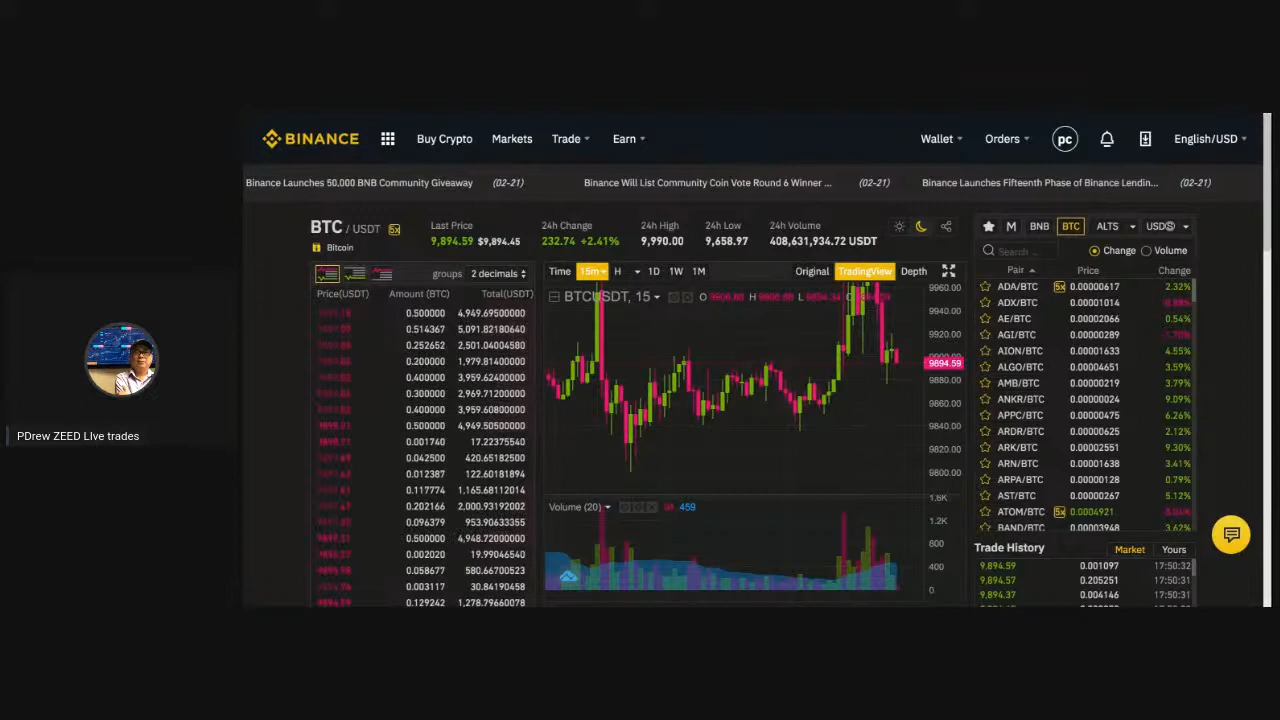 PDrew ZEED LIve trades
BINANCE Buy Crypto Markets Trade Earn Wallet Orders pc English/USD
Binance Launches 50,000 BNB Community Giveaway (02-21) Binance Will List Community Coin Vote Round 6 Winner ... (02-21) Binance Launches Fifteenth Phase of Binance Lendin... (02-21)
BTC / USDT 5x
Bitcoin
Last Price
9,894.59 $9,894.45
24h Change
232.74 +2.41%
24h High
9,990.00
24h Low
9,658.97
24h Volume
408,631,934.72 USDT
groups 2 decimals
Price(USDT) Amount (BTC) Total(USDT)
0.500000 4,949.69500000
0.514367 5,091.82180640
0.252652 2,501.04004580
0.200000 1,979.81400000
0.400000 3,959.62400000
0.300000 2,969.71200000
0.400000 3,959.60800000
0.500000 4,949.50500000
0.001740 17.22375540
0.042500 420.65182500
0.012387 122.60181894
0.117774 1,165.68112014
0.202166 2,000.93192002
0.096379 953.90633355
0.500000 4,948.72000000
0.002020 19.99046540
0.058677 580.66700523
0.003117 30.84190458
0.129242 1,278.79660078
Time 15m H 1D 1W 1M Original TradingView Depth
BTCUSDT, 15 O H L C
9960.00
9940.00
9920.00
9900.00
9894.59
9880.00
9860.00
9840.00
9820.00
9800.00
Volume (20) 459
1.6K
1.2K
800
400
0
M BNB BTC ALTS USDⓈ
Search ... Change Volume
Pair Price Change
ADA/BTC 5x 0.00000617 2.32%
ADX/BTC 0.00001014
AE/BTC 0.00002066 0.54%
AGI/BTC 0.00000289
AION/BTC 0.00001633 4.55%
ALGO/BTC 0.00004651 3.59%
AMB/BTC 0.00000219 3.79%
ANKR/BTC 0.00000024 9.09%
APPC/BTC 0.00000475 6.26%
ARDR/BTC 0.00000625 2.12%
ARK/BTC 0.00002551 9.30%
ARN/BTC 0.00001638 3.41%
ARPA/BTC 0.00000128 0.79%
AST/BTC 0.00000267 5.12%
ATOM/BTC 5x 0.0004921
BAND/BTC 0.00003948 3.62%
Trade History Market Yours
9,894.59 0.001097 17:50:32
9,894.57 0.205251 17:50:31
9,894.37 0.004146 17:50:31